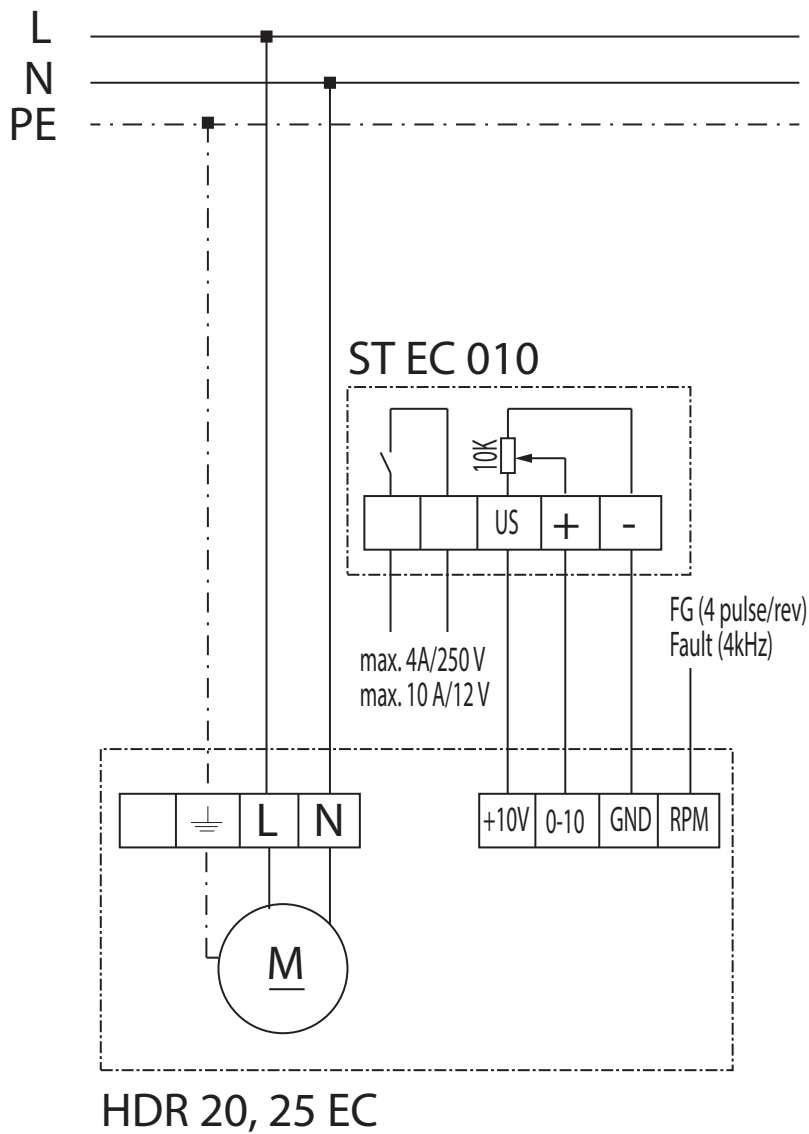 L
N
PE
ST EC 010
10K
US + -
FG (4 pulse/rev)
Fault (4kHz)
max. 4A/250 V
max. 10 A/12 V
L N
+10V 0-10 GND RPM
M
HDR 20, 25 EC